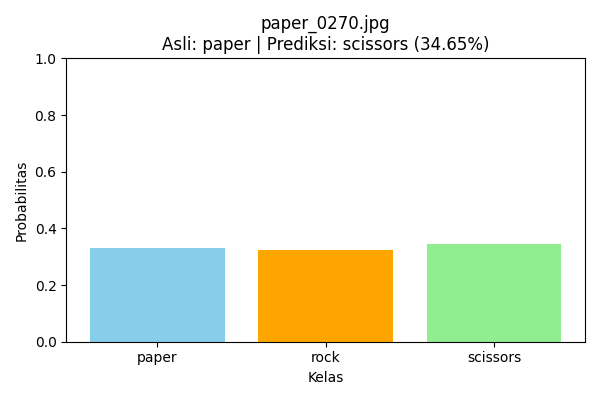 paper_0270.jpg
Asli: paper | Prediksi: scissors (34.65%)
1.0
0.8
0.6
0.4
0.2
0.0
Probabilitas
paper rock scissors
Kelas